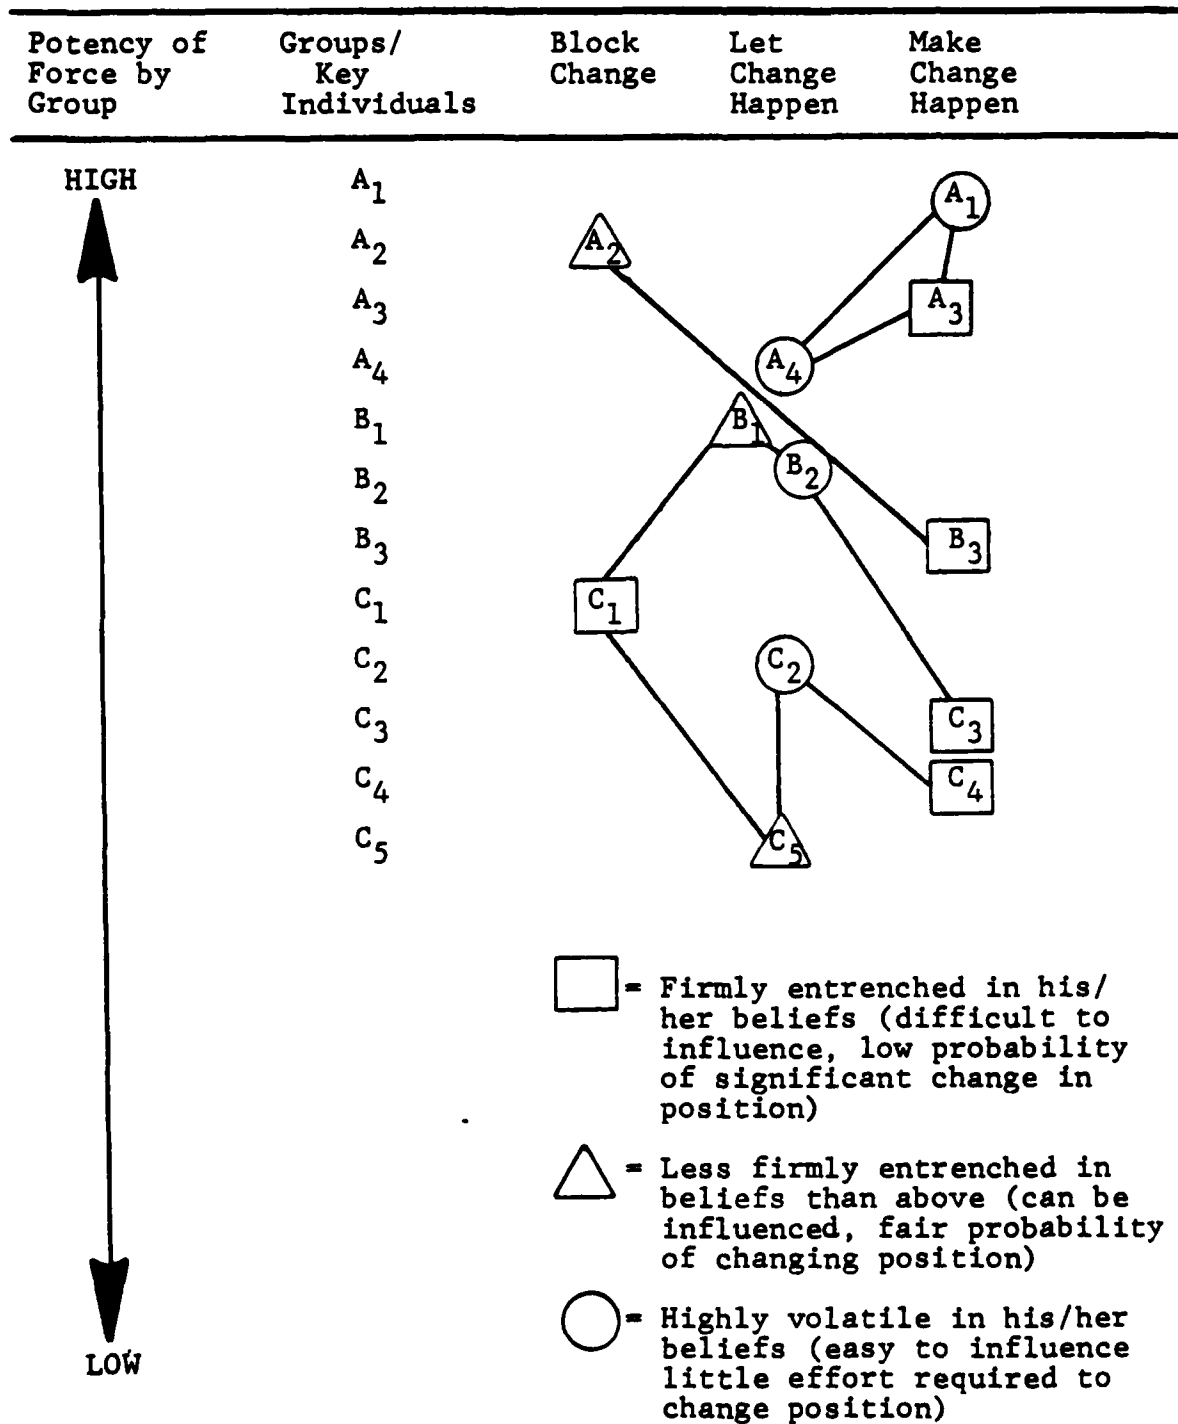 Potency of Force by Group
Groups/ Key Individuals
Block Change
Let Change Happen
Make Change Happen
HIGH
A1
A2
A3
A4
B1
B2
B3
C1
C2
C3
C4
C5
LOW
A1
A2
A3
A4
B1
B2
B3
C1
C2
C3
C4
C5
= Firmly entrenched in his/
her beliefs (difficult to
influence, low probability
of significant change in
position)
= Less firmly entrenched in
beliefs than above (can be
influenced, fair probability
of changing position)
= Highly volatile in his/her
beliefs (easy to influence
little effort required to
change position)